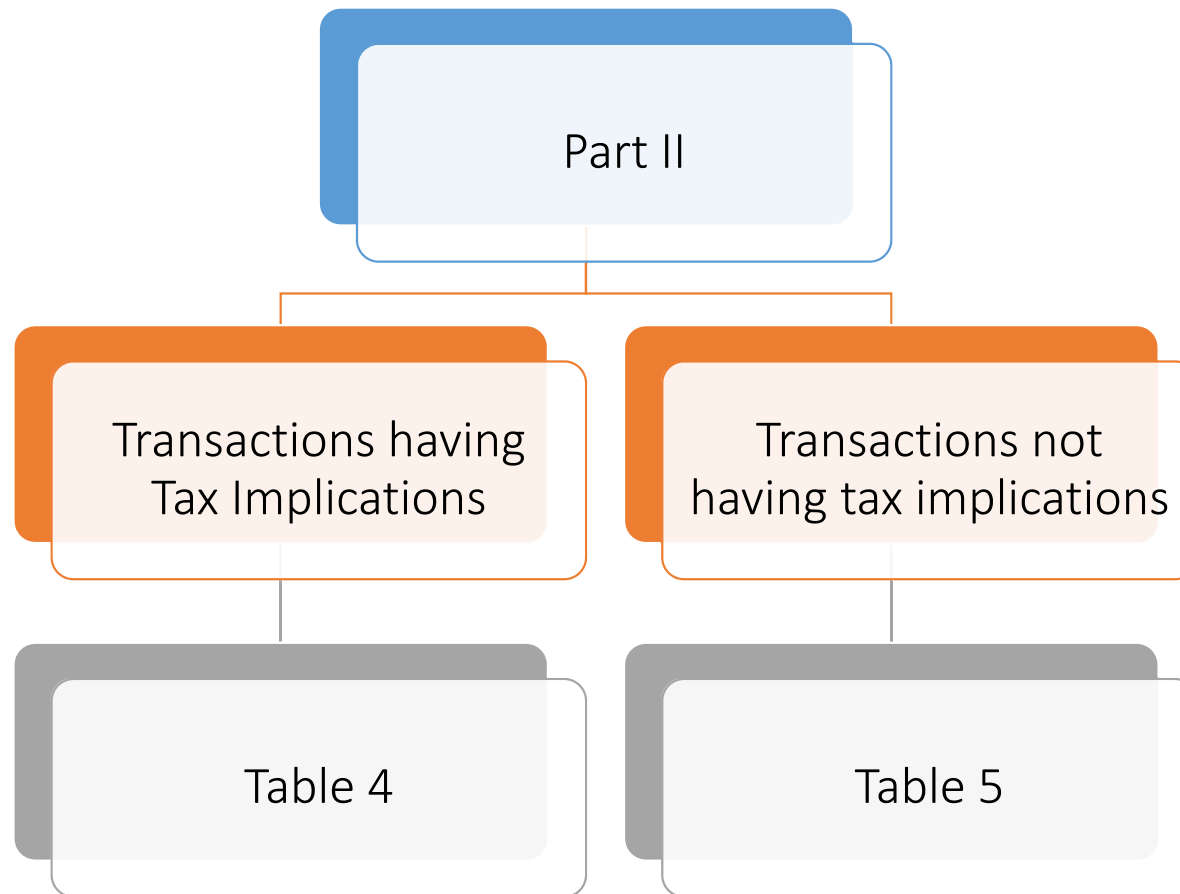 Part II
Transactions having
Tax Implications
Transactions not
having tax implications
Table 4
Table 5